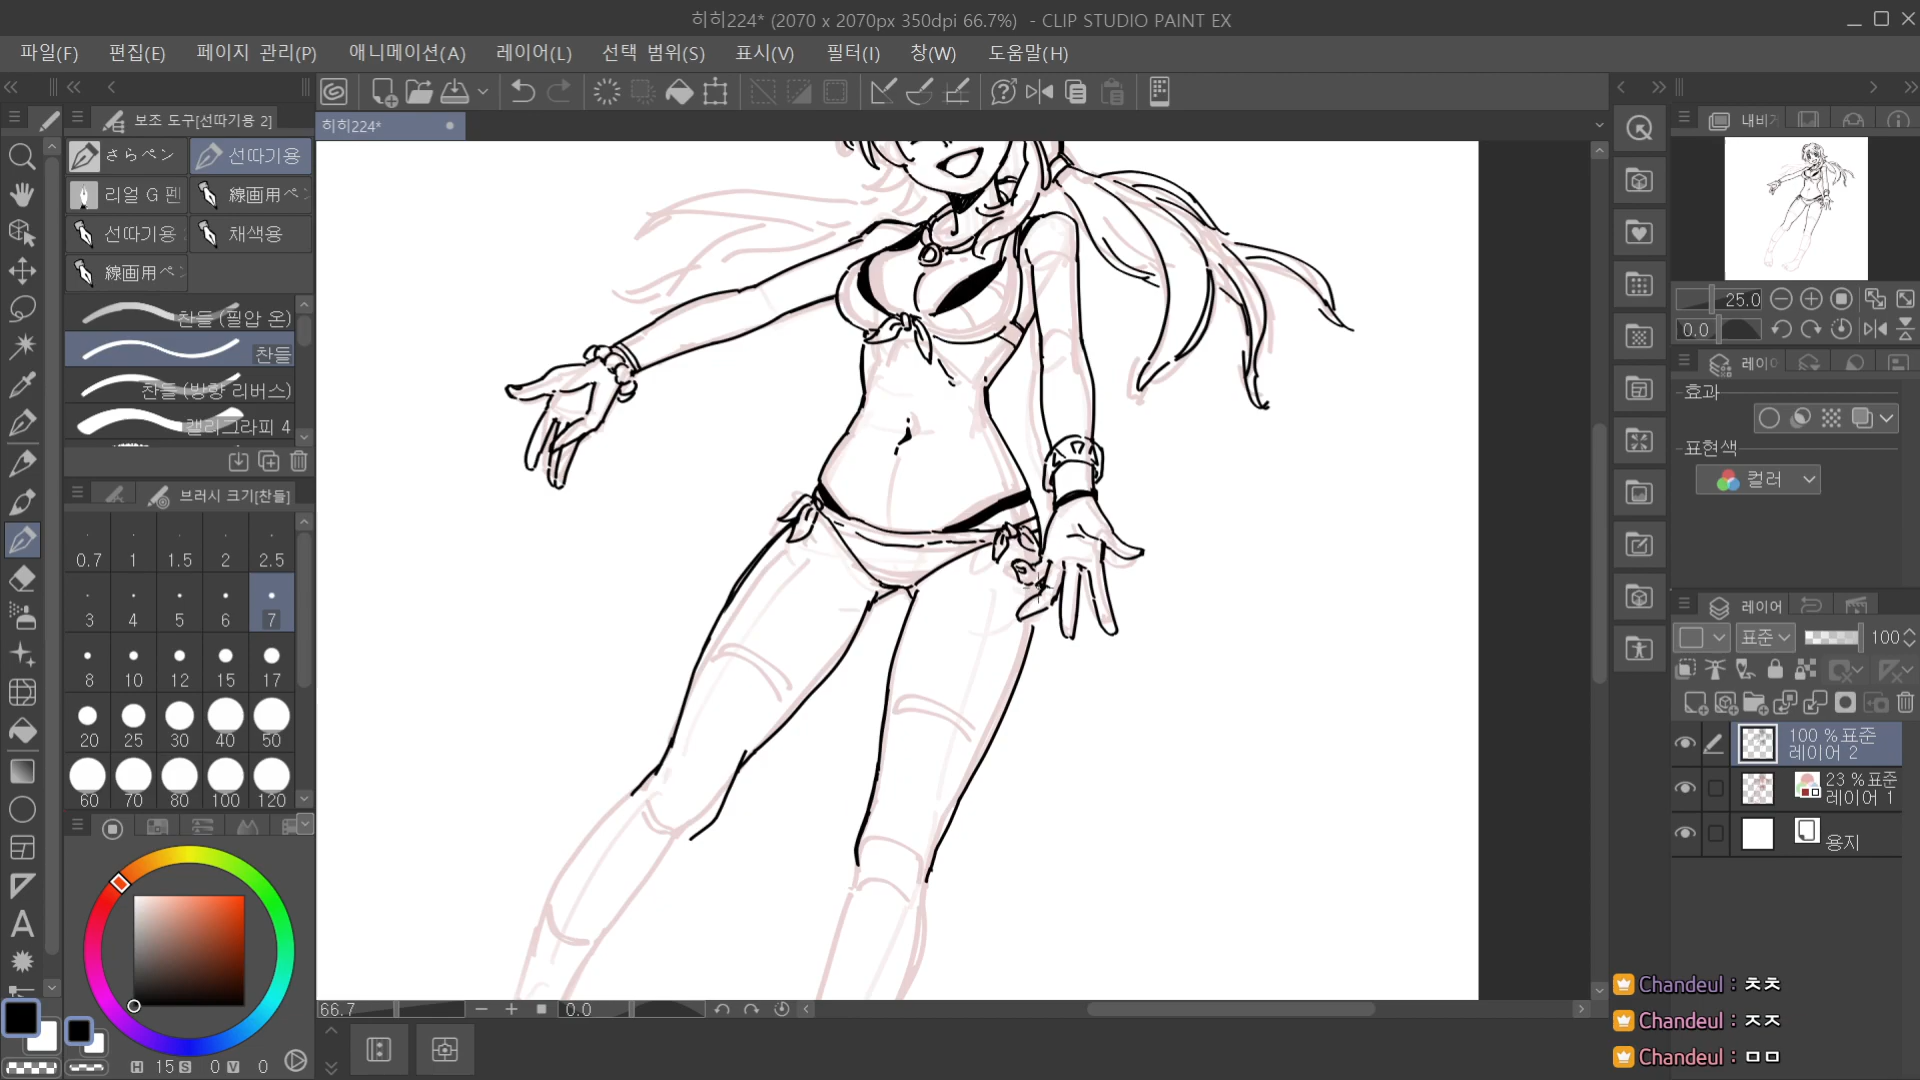 히히224* (2070 x 2070px 350dpi 66.7%)  - CLIP STUDIO PAINT EX
파일(F) 편집(E) 페이지 관리(P) 애니메이션(A) 레이어(L) 선택 범위(S) 표시(V) 필터(I) 창(W) 도움말(H)
보조 도구[선따기용 2] 히히224* 내비
さらペン 선따기용
리얼 G 펜 線画用ペ
선따기용 채색용
線画用ペ
찬들 (필압 온)
찬들
찬들 (방향 리버스)
캘리그라피 4
브러시 크기[찬들]
0.7 1 1.5 2 2.5
3 4 5 6 7
8 10 12 15 17
20 25 30 40 50
60 70 80 100 120
H 15 S 0 V 0
66.7 0.0
25.0
0.0
레이
효과
표현색
컬러
레이어
표준 100
100 %표준
레이어 2
23 %표준
레이어 1
용지
Chandeul : ㅊㅊ
Chandeul : ㅈㅈ
Chandeul : ㅁㅁ